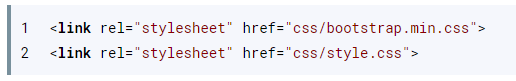 1 <link rel="stylesheet" href="css/bootstrap.min.css">
2 <link rel="stylesheet" href="css/style.css">